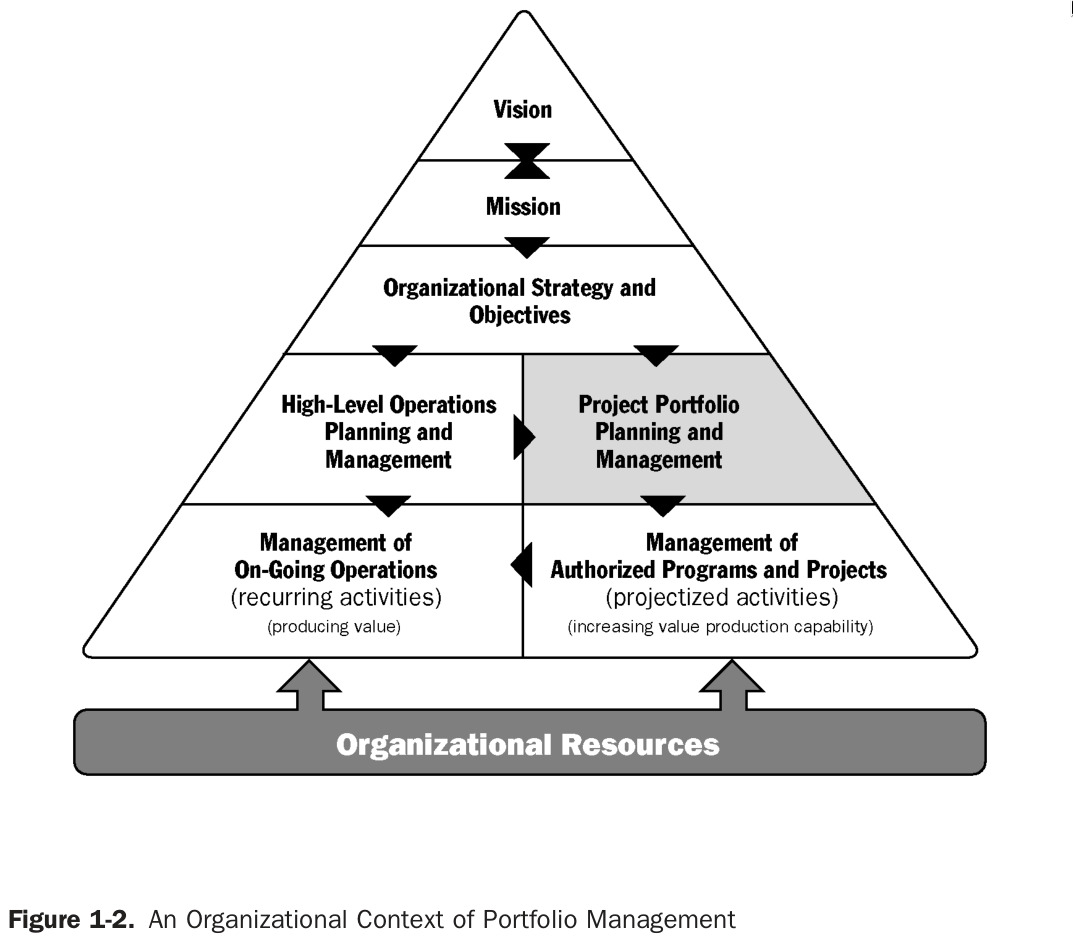 Vision
Mission
Organizational Strategy and
Objectives
High-Level Operations
Planning and
Management
Project Portfolio
Planning and
Management
Management of
On-Going Operations
(recurring activities)
(producing value)
Management of
Authorized Programs and Projects
(projectized activities)
(increasing value production capability)
Organizational Resources
Figure 1-2. An Organizational Context of Portfolio Management